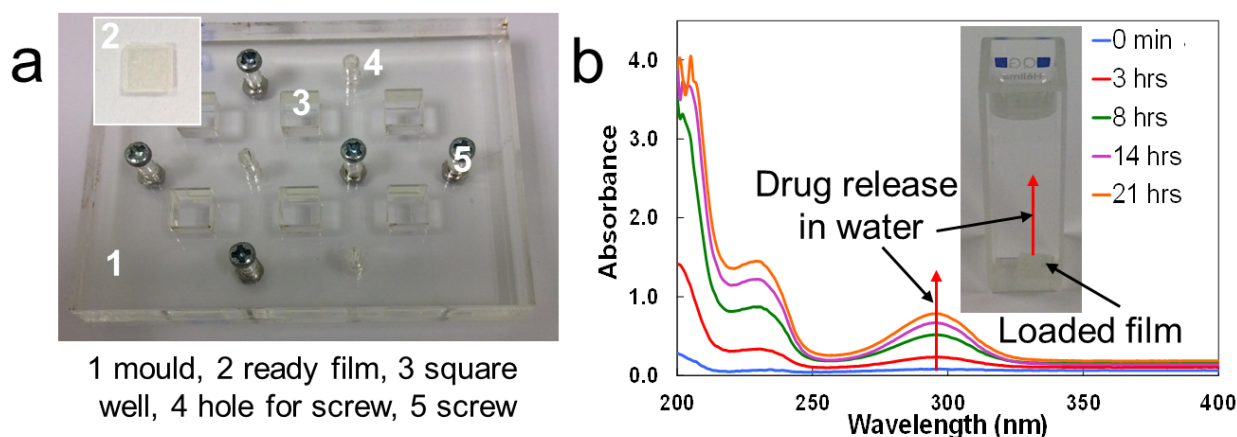 a
2
4
3
5
1
1 mould, 2 ready film, 3 square
well, 4 hole for screw, 5 screw
b
Absorbance
4.0
3.0
2.0
1.0
0.0
200
250
300
350
400
Wavelength (nm)
0 min
3 hrs
8 hrs
14 hrs
21 hrs
Drug release
in water
Loaded film